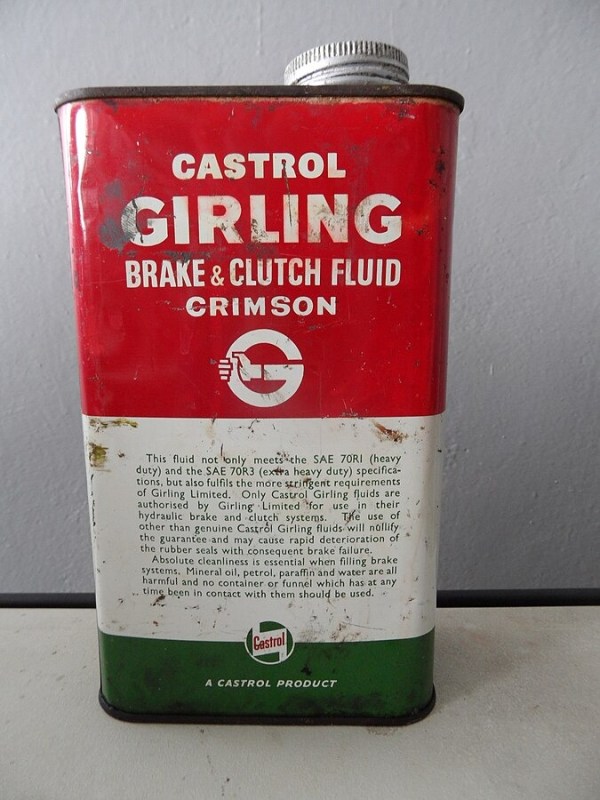 CASTROL
GIRLING
BRAKE & CLUTCH FLUID
CRIMSON
This fluid not only meets the SAE 70R1 (heavy
duty) and the SAE 70R3 (extra heavy duty) specifica-
tions, but also fulfils the more stringent requirements
of Girling Limited. Only Castrol Girling fluids are
authorised by Girling Limited for use in their
hydraulic brake and clutch systems. The use of
other than genuine Castrol Girling fluids will nullify
the guarantee and may cause rapid deterioration of
the rubber seals with consequent brake failure.
Absolute cleanliness is essential when filling brake
systems. Mineral oil, petrol, paraffin and water are all
harmful and no container or funnel which has at any
time been in contact with them should be used.
Castrol
A CASTROL PRODUCT